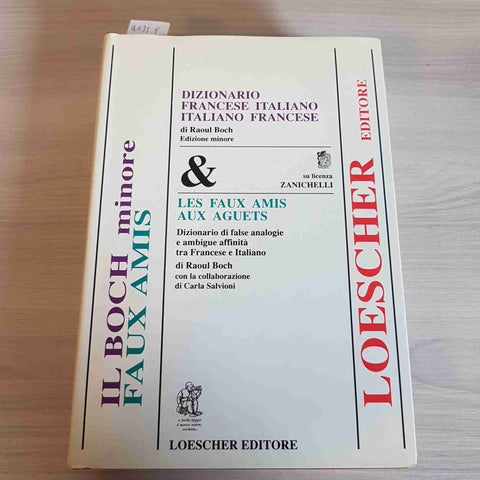 IL BOCH minore
FAUX AMIS
DIZIONARIO
FRANCESE ITALIANO
ITALIANO FRANCESE
di Raoul Boch
Edizione minore
&
su licenza
ZANICHELLI
LES FAUX AMIS
AUX AGUETS
Dizionario di false analogie
e ambigue affinità
tra Francese e Italiano
di Raoul Boch
con la collaborazione
di Carla Salvioni
LOESCHER EDITORE
LOESCHER EDITORE